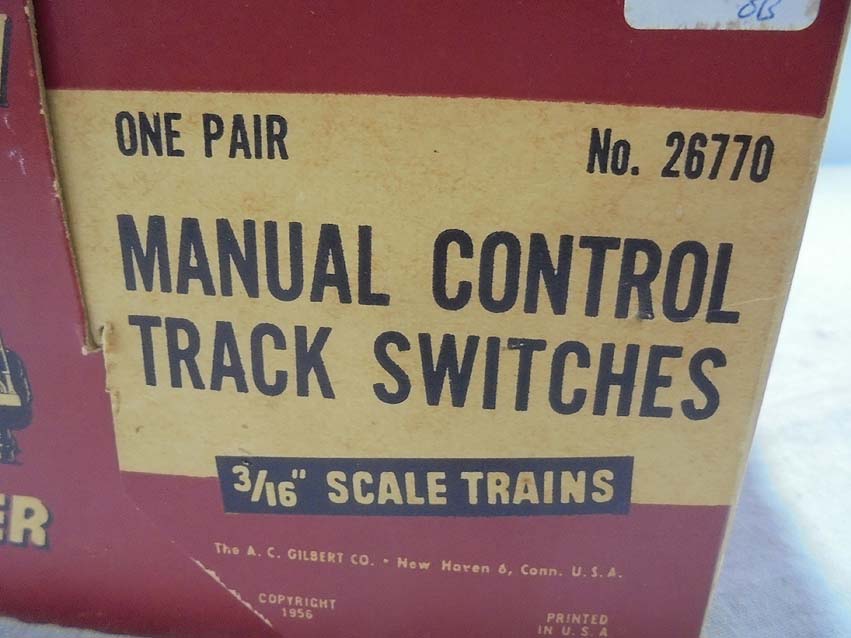 ONE PAIR
No. 26770
MANUAL CONTROL
TRACK SWITCHES
3/16" SCALE TRAINS
The A. C. GILBERT CO. • New Haven 6, Conn. U. S. A.
COPYRIGHT
1956
PRINTED
IN U. S. A